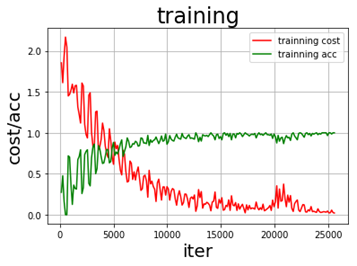 training
trainning cost
trainning acc
cost/acc
2.0
1.5
1.0
0.5
0.0
0
5000
10000
15000
20000
25000
iter